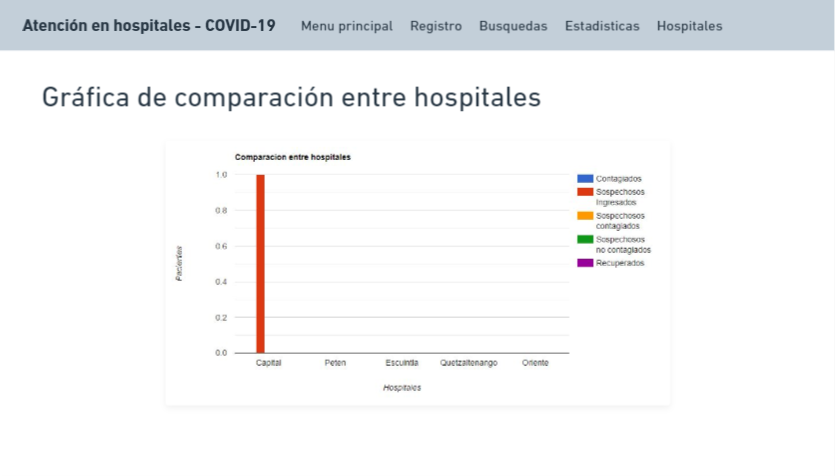 Atención en hospitales - COVID-19 Menu principal Registro Busquedas Estadisticas Hospitales
Gráfica de comparación entre hospitales
Comparacion entre hospitales
1.0
0.8
0.6
0.4
0.2
0.0
Pacientes
Capital Peten Escuintla Quetzaltenango Oriente
Hospitales
Contagiados
Sospechosos
Ingresados
Sospechosos
contagiados
Sospechosos
no contagiados
Recuperados